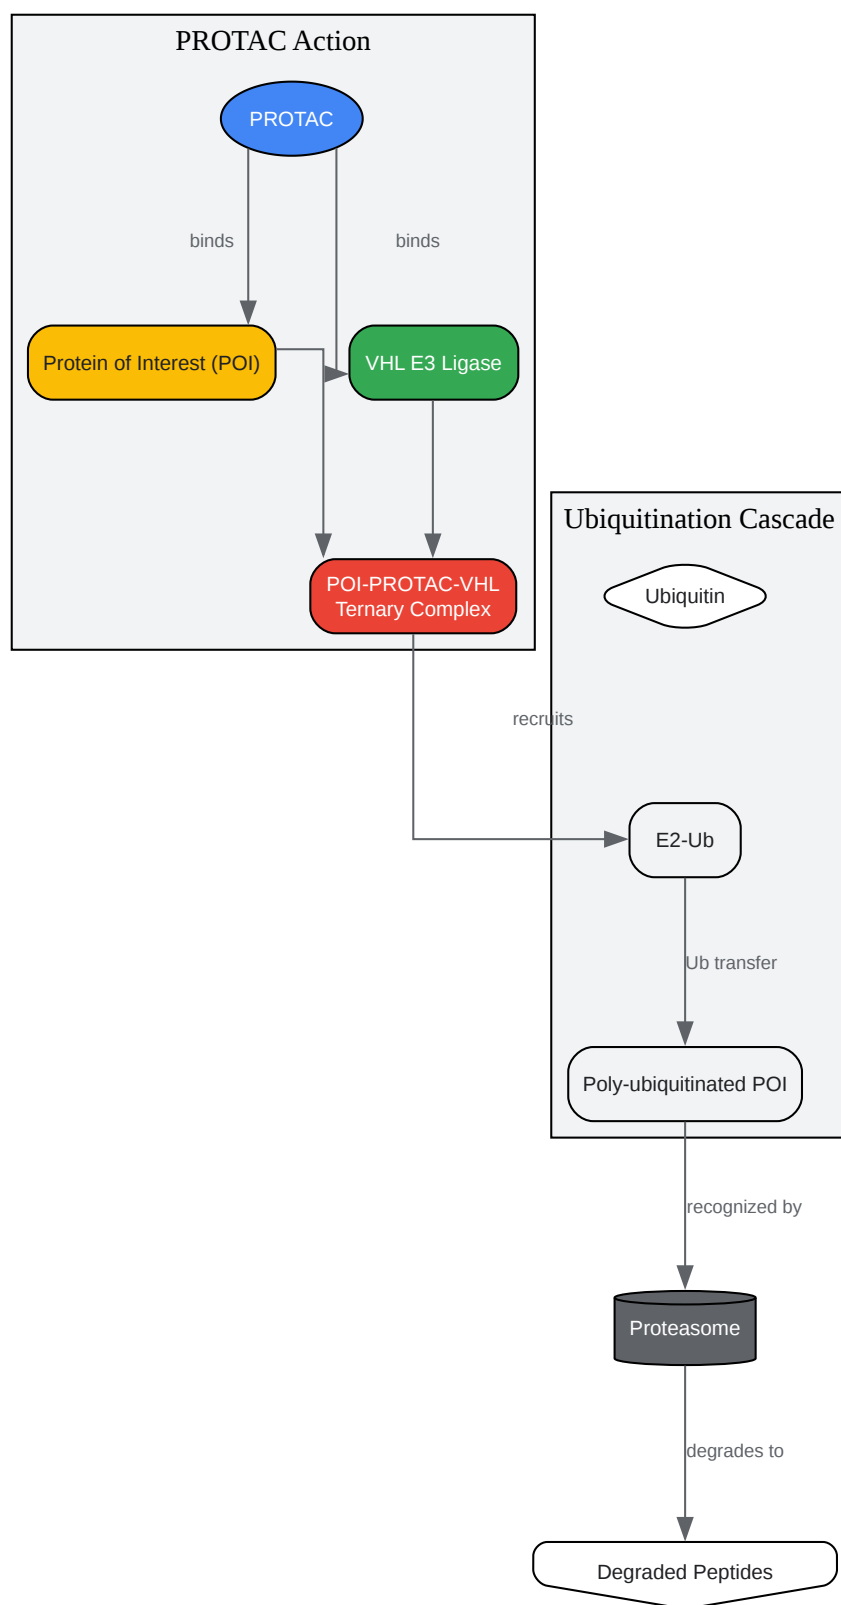 PROTAC Action
PROTAC
binds
binds
Protein of Interest (POI)
VHL E3 Ligase
POI-PROTAC-VHL
Ternary Complex
Ubiquitination Cascade
Ubiquitin
recruits
E2-Ub
Ub transfer
Poly-ubiquitinated POI
recognized by
Proteasome
degrades to
Degraded Peptides